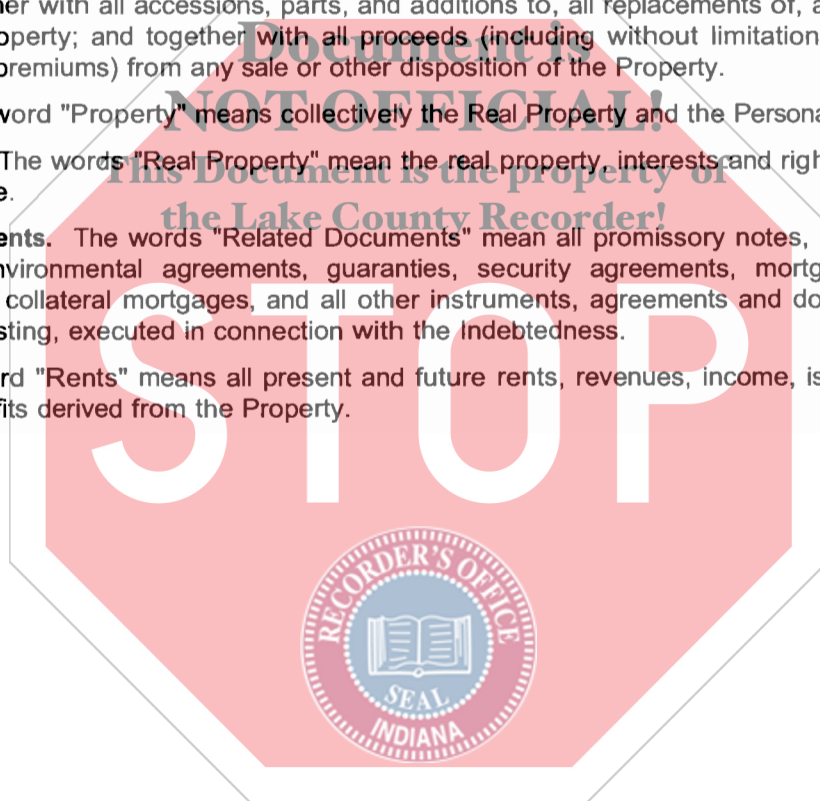 her with all accessions, parts, and additions to, all replacements of, a
operty; and together with all proceeds (including without limitation
premiums) from any sale or other disposition of the Property.
Document is
word "Property" means collectively the Real Property and the Persona
NOT OFFICIAL!
The words "Real Property" mean the real property, interests and righ
This Document is the property of
e.
the Lake County Recorder!
ents. The words "Related Documents" mean all promissory notes,
nvironmental agreements, guaranties, security agreements, mortg
collateral mortgages, and all other instruments, agreements and do
sting, executed in connection with the Indebtedness.
rd "Rents" means all present and future rents, revenues, income, is
fits derived from the Property.
STOP
RECORDER'S OFFICE
SEAL
INDIANA